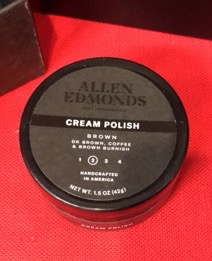 ALLEN
EDMONDS
CREAM POLISH
BROWN
DK BROWN, COFFEE
& BROWN BURNISH
1 2 3 4
HANDCRAFTED
IN AMERICA
NET WT. 1.5 OZ (42g)
CREAM POLISH